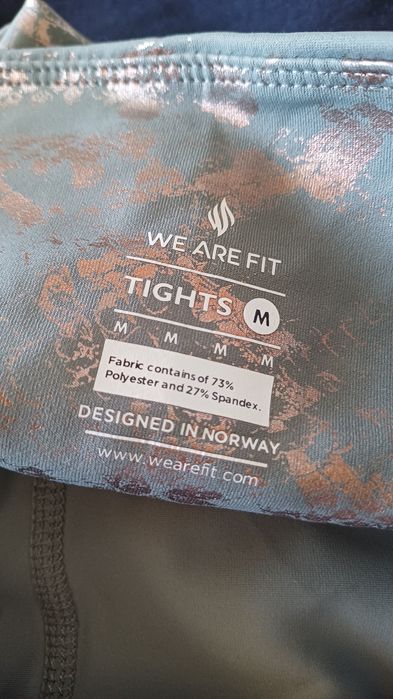 WE ARE FIT
TIGHTS M
M M M M
Fabric contains of 73%
Polyester and 27% Spandex.
DESIGNED IN NORWAY
www.wearefit.com